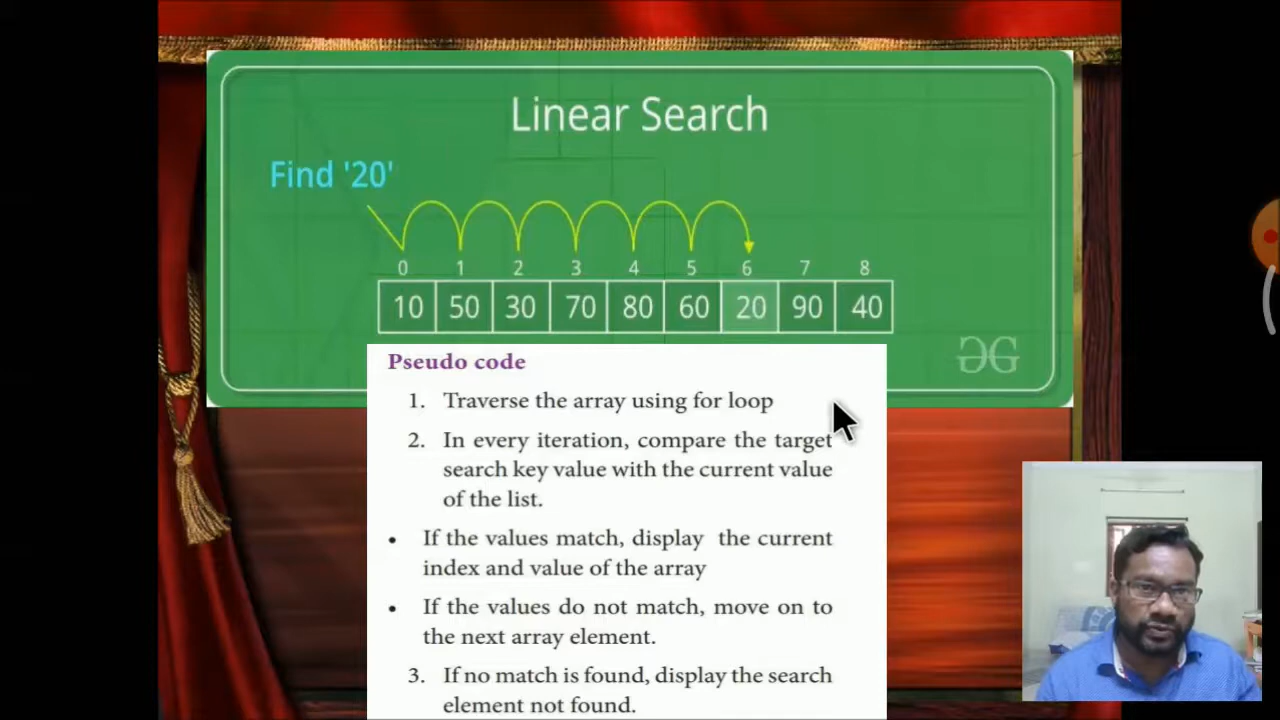 Linear Search
Find '20'
0 1 2 3 4 5 6 7 8
10 50 30 70 80 60 20 90 40
Pseudo code
1. Traverse the array using for loop
2. In every iteration, compare the target
search key value with the current value
of the list.
• If the values match, display the current
index and value of the array
• If the values do not match, move on to
the next array element.
3. If no match is found, display the search
element not found.